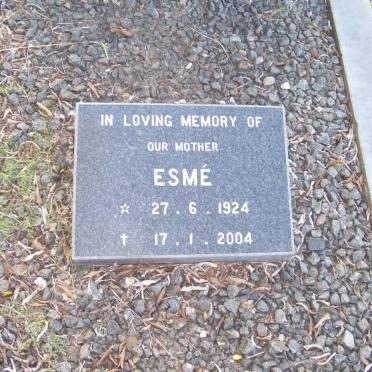 IN LOVING MEMORY OF
OUR MOTHER
ESMÉ
☆ 27 . 6 . 1924
† 17 . 1 . 2004